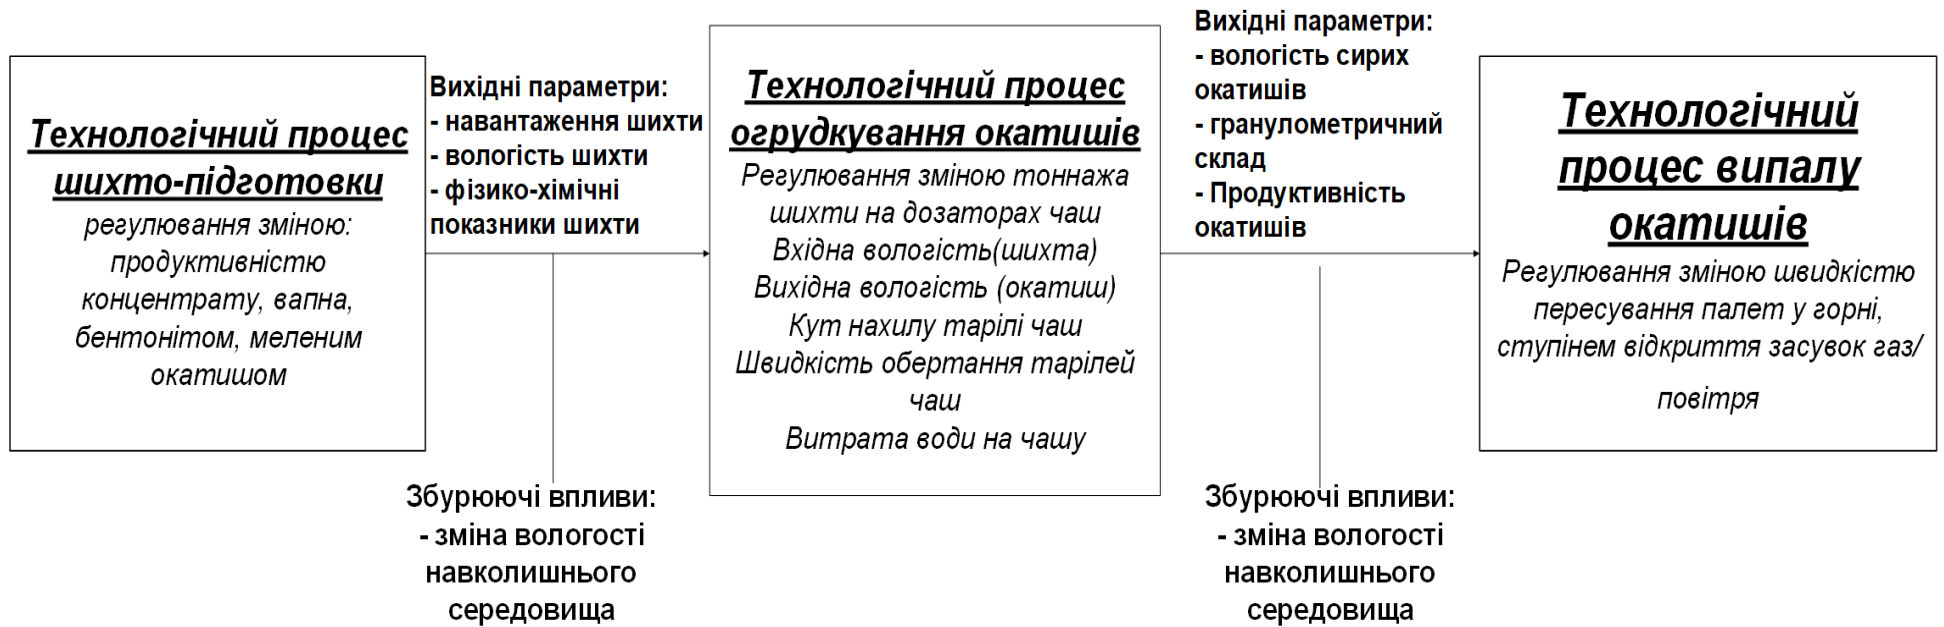 Технологічний процес
шихто-підготовки
регулювання зміною:
продуктивністю
концентрату, вапна,
бентонітом, меленим
окатишом
Вихідні параметри:
- навантаження шихти
- вологість шихти
- фізико-хімічні
показники шихти
Збурюючі впливи:
- зміна вологості
навколишнього
середовища
Технологічний процес
огрудкування окатишів
Регулювання зміною тоннажа
шихти на дозаторах чаш
Вхідна вологість(шихта)
Вихідна вологість (окатиш)
Кут нахилу тарілі чаш
Швидкість обертання тарілей
чаш
Витрата води на чашу
Вихідні параметри:
- вологість сирих
окатишів
- гранулометричний
склад
- Продуктивність
окатишів
Збурюючі впливи:
- зміна вологості
навколишнього
середовища
Технологічний
процес випалу
окатишів
Регулювання зміною швидкістю
пересування палет у горні,
ступінем відкриття засувок газ/
повітря